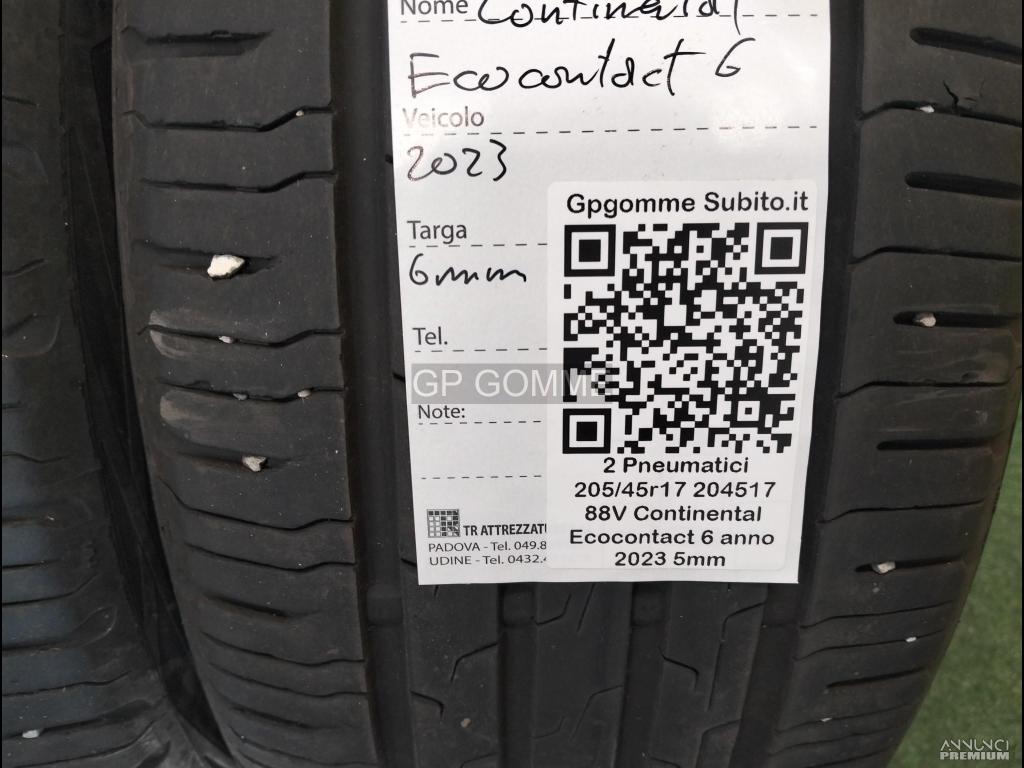 Nome Continental
Ecocontact 6
Veicolo
2023
Gpgomme Subito.it
Targa
6mm
Tel.
GP GOMME
Note:
2 Pneumatici
205/45r17 204517
88V Continental
Ecocontact 6 anno
2023 5mm
TR ATTREZZATU
PADOVA - Tel. 049.8
UDINE - Tel. 0432.4
ANNUNCI
PREMIUM